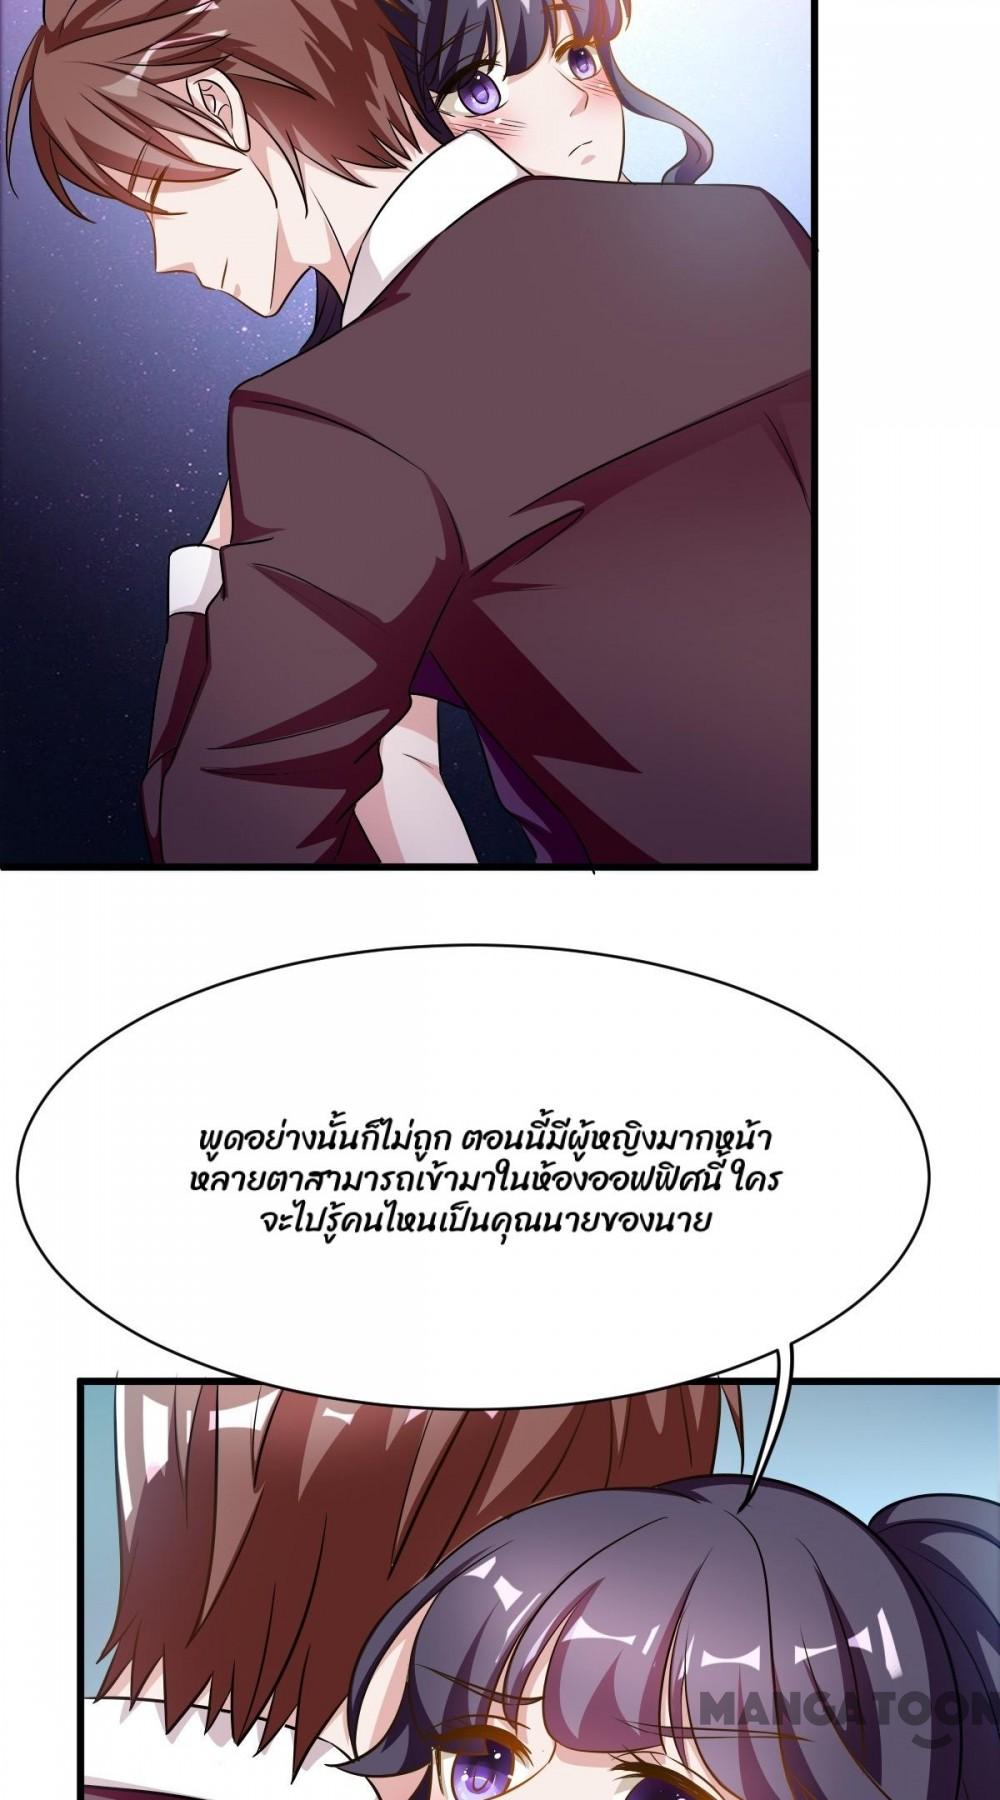 พูดอย่างนั้นก็ไม่ถูก ตอนนี้มีผู้หญิงมากหน้า
หลายตาสามารถเข้ามาในห้องออฟฟิศนี้ ใคร
จะไปรู้คนไหนเป็นคุณนายของนาย
MANGATOON